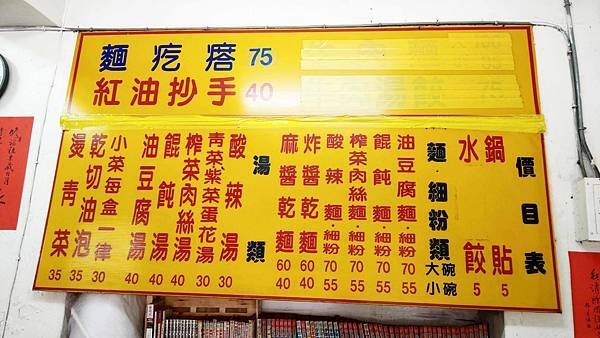 麵疙瘩 75
紅油抄手 40
價目表
鍋貼 5
水餃 5
麵·細粉類 大碗 小碗
油豆腐麵·細粉 70 55
餛飩麵·細粉 70 55
榨菜肉絲麵·細粉 70 55
酸辣麵·細粉 70 55
炸醬乾麵 60 40
麻醬乾麵 60 40
湯類
酸辣湯 30
青菜紫菜蛋花湯 30
榨菜肉絲湯 40
餛飩湯 40
油豆腐湯 40
小菜每盒一律 30
乾切油泡 35
燙青菜 35